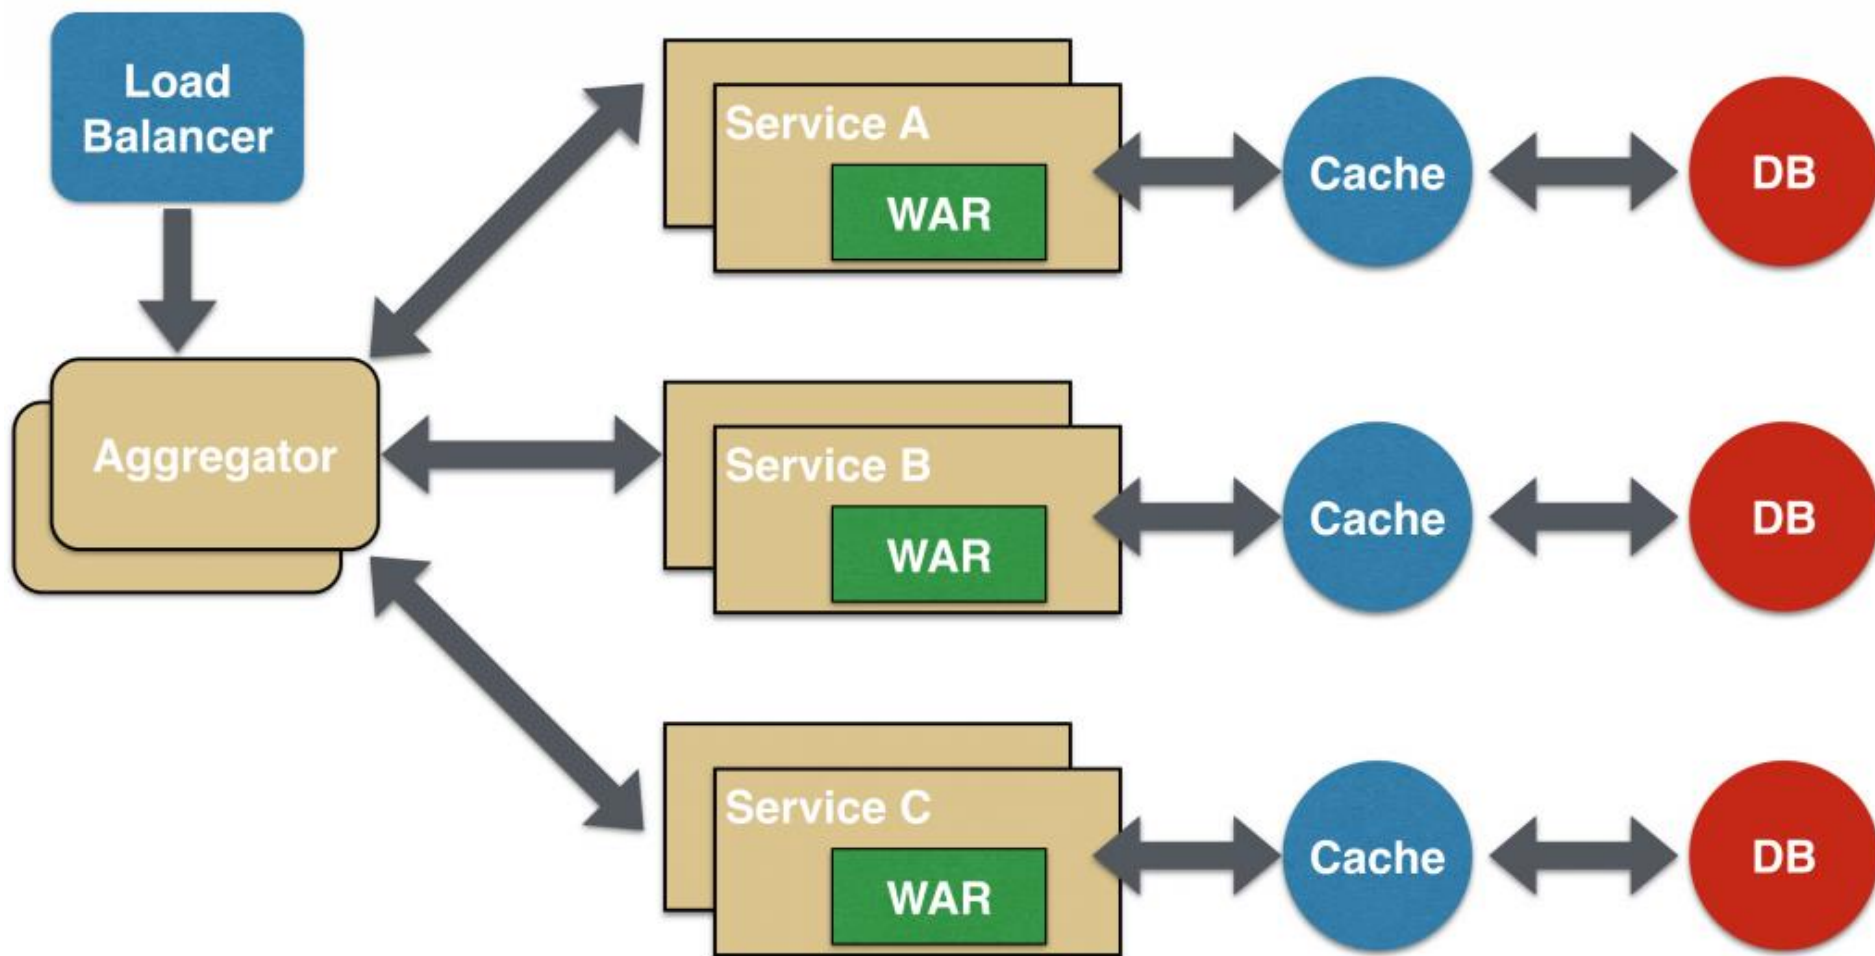 Load
Balancer
Service A
WAR
Cache
DB
Aggregator
Service B
WAR
Cache
DB
Service C
WAR
Cache
DB